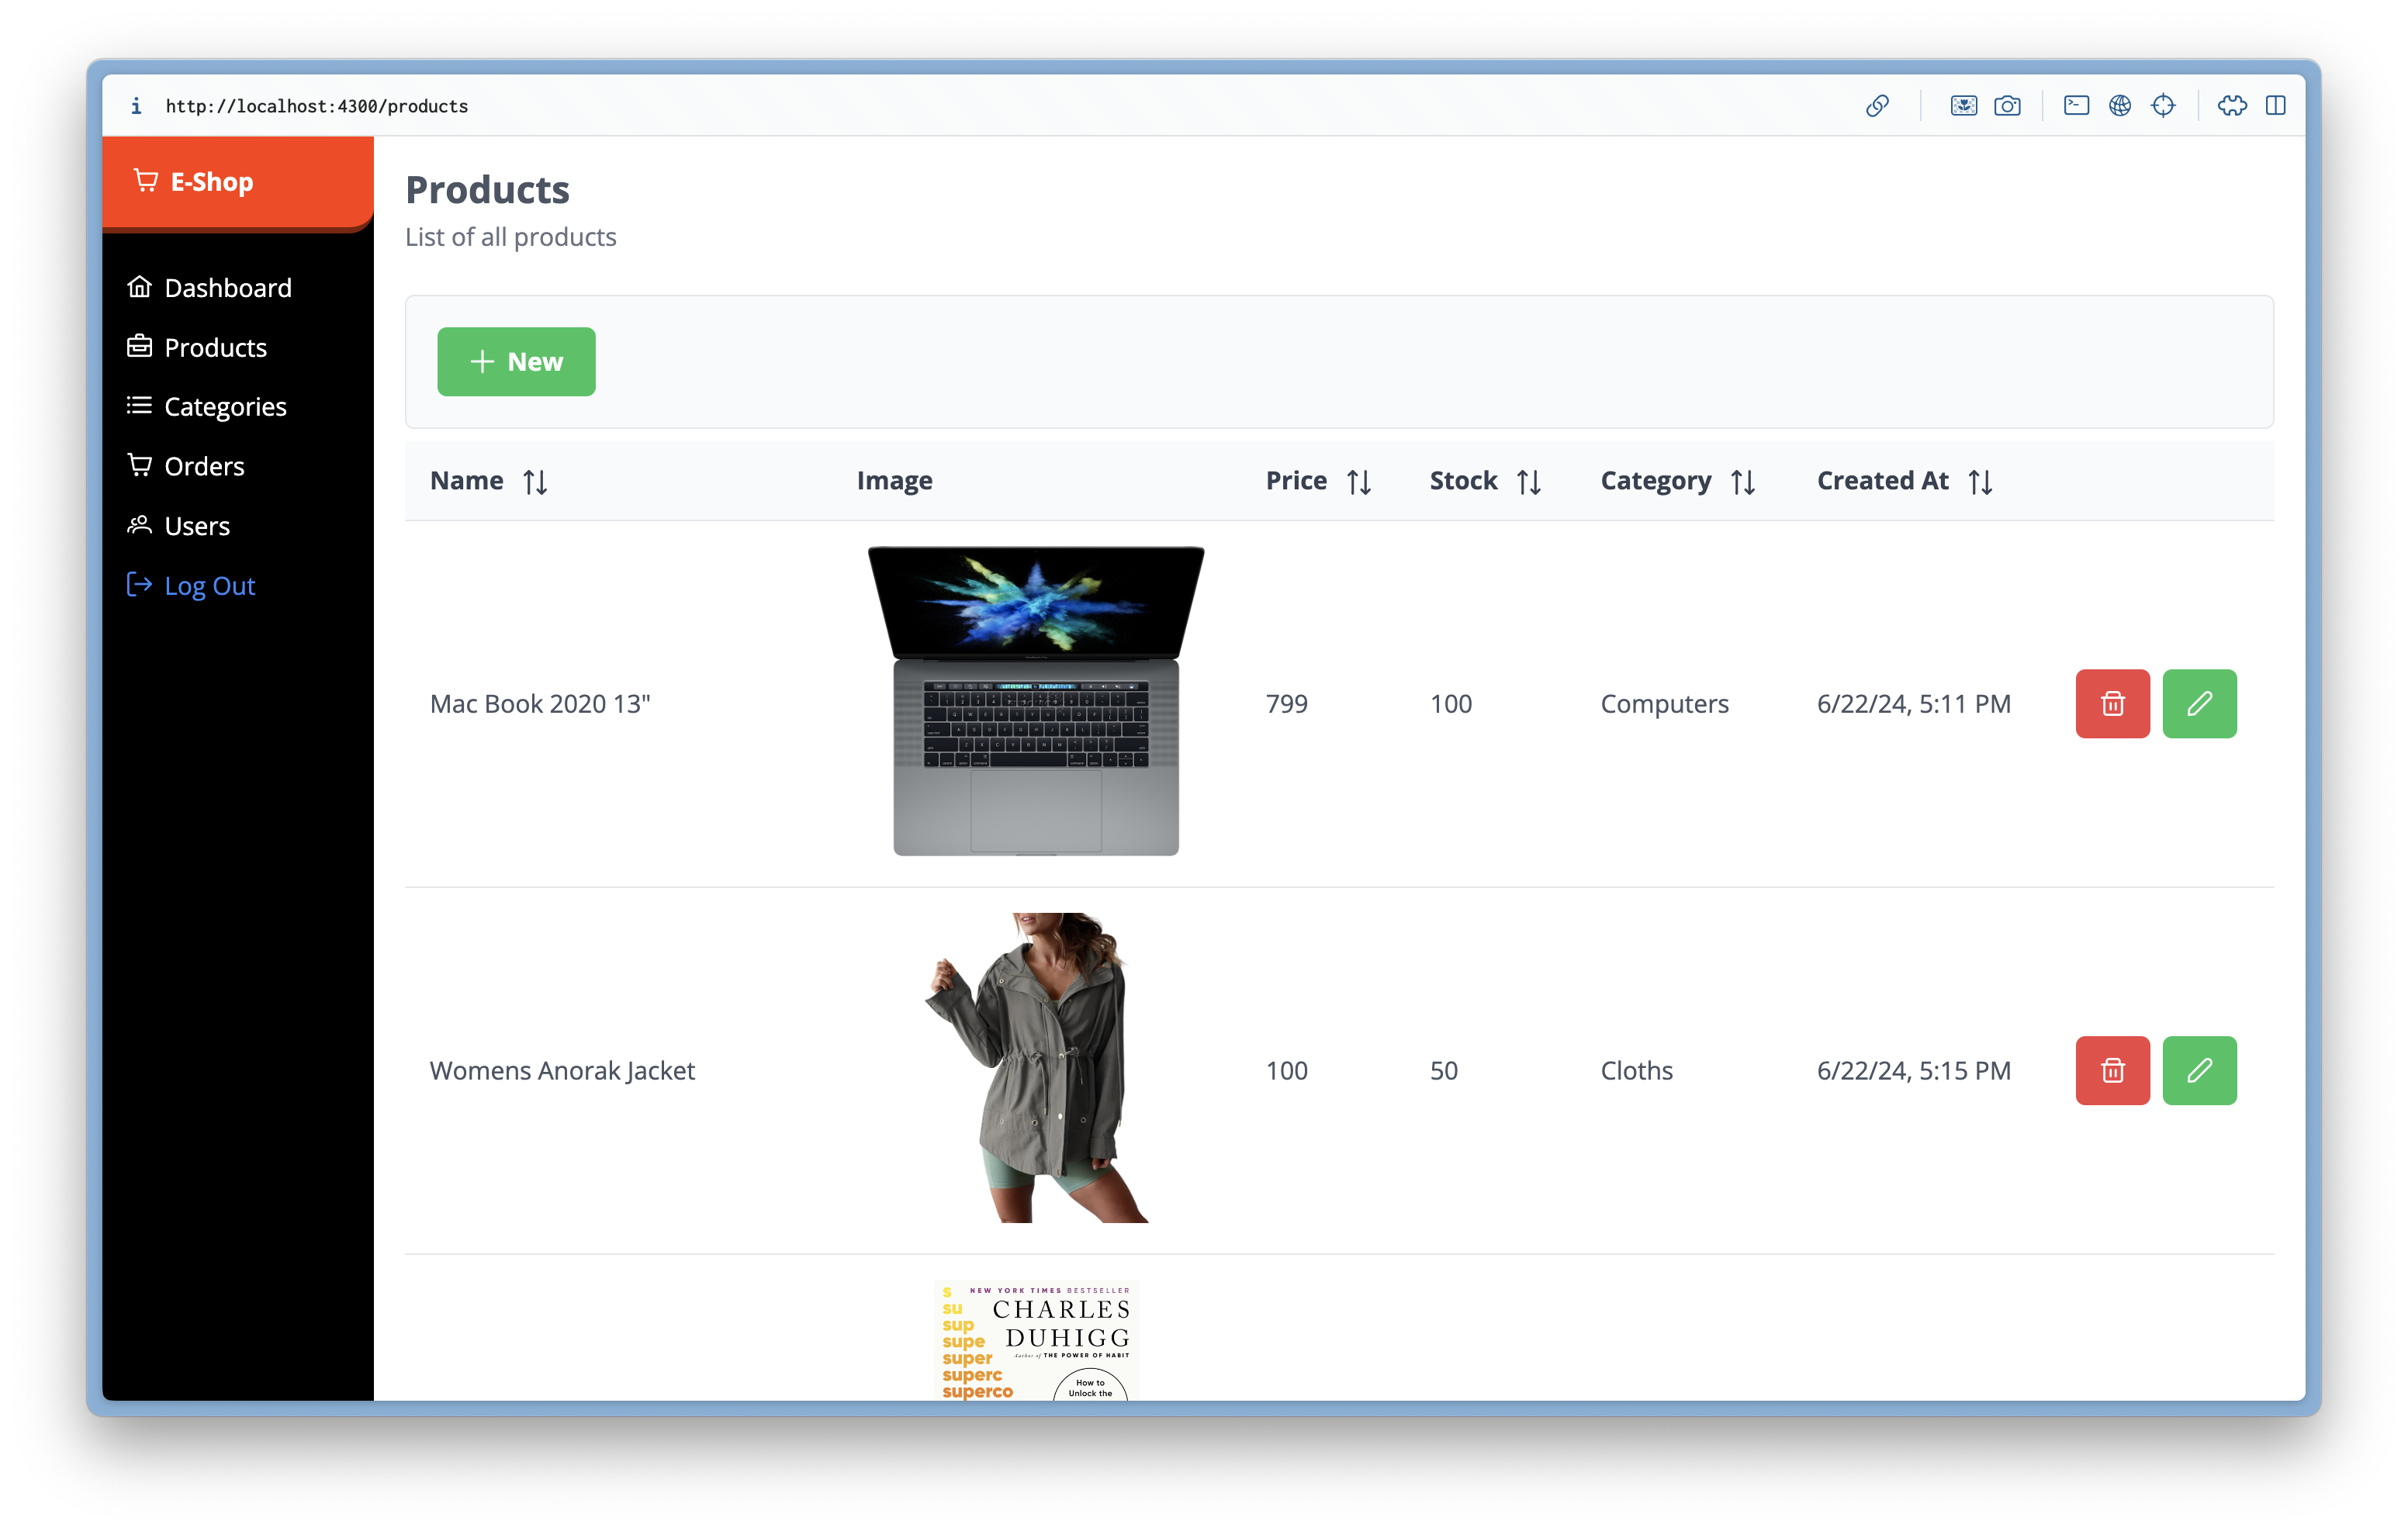 http://localhost:4300/products
E-Shop
Dashboard
Products
Categories
Orders
Users
Log Out
Products
List of all products
New
Name Image Price Stock Category Created At
Mac Book 2020 13" 799 100 Computers 6/22/24, 5:11 PM
Womens Anorak Jacket 100 50 Cloths 6/22/24, 5:15 PM
s
su
sup
supe
super
superc
superco
NEW YORK TIMES BESTSELLER
CHARLES
DUHIGG
Author of THE POWER OF HABIT
How to
Unlock the